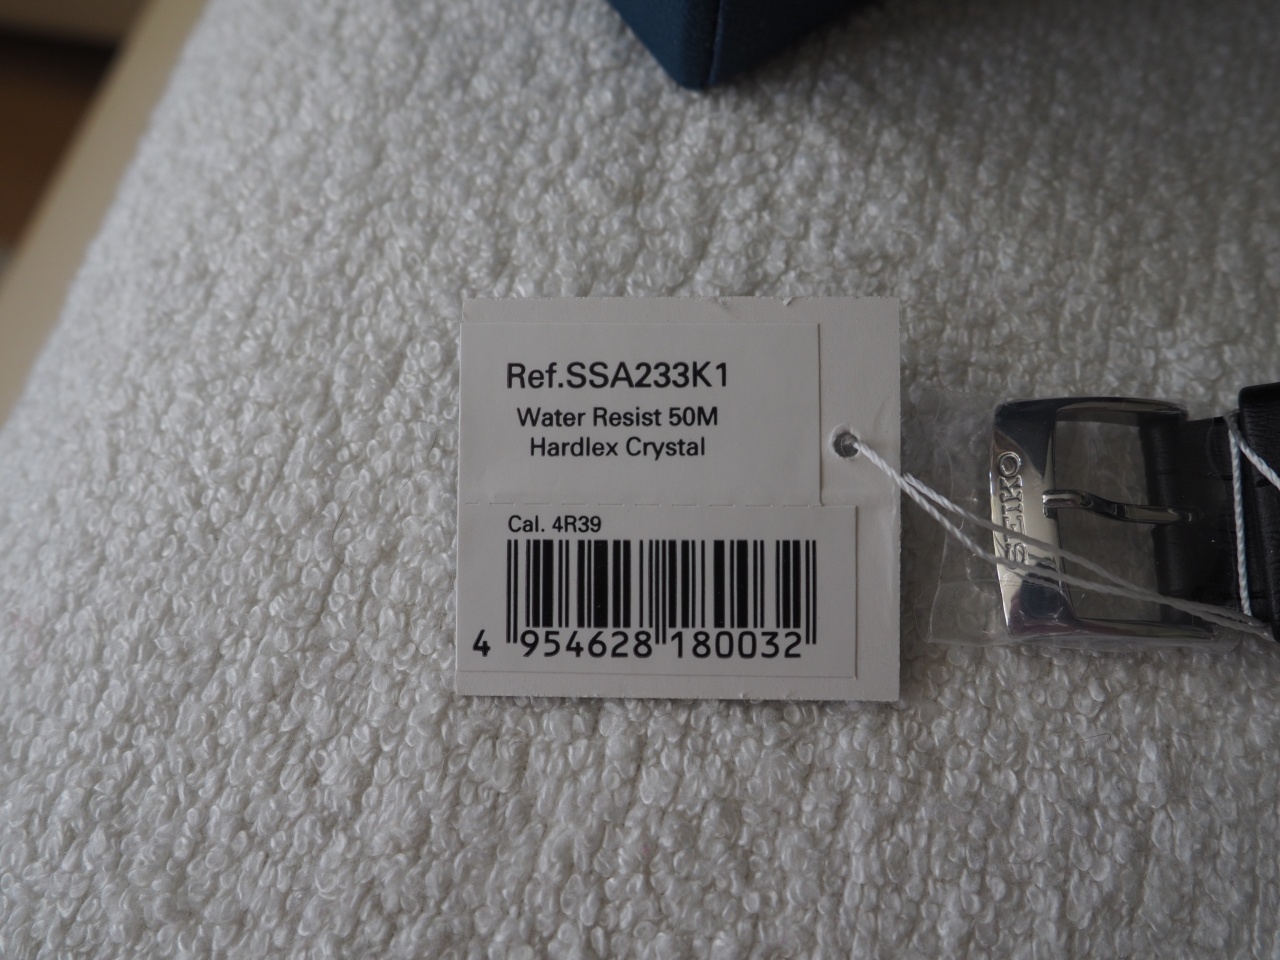 Ref.SSA233K1
Water Resist 50M
Hardlex Crystal
Cal. 4R39
4 954628 180032
SEIKO